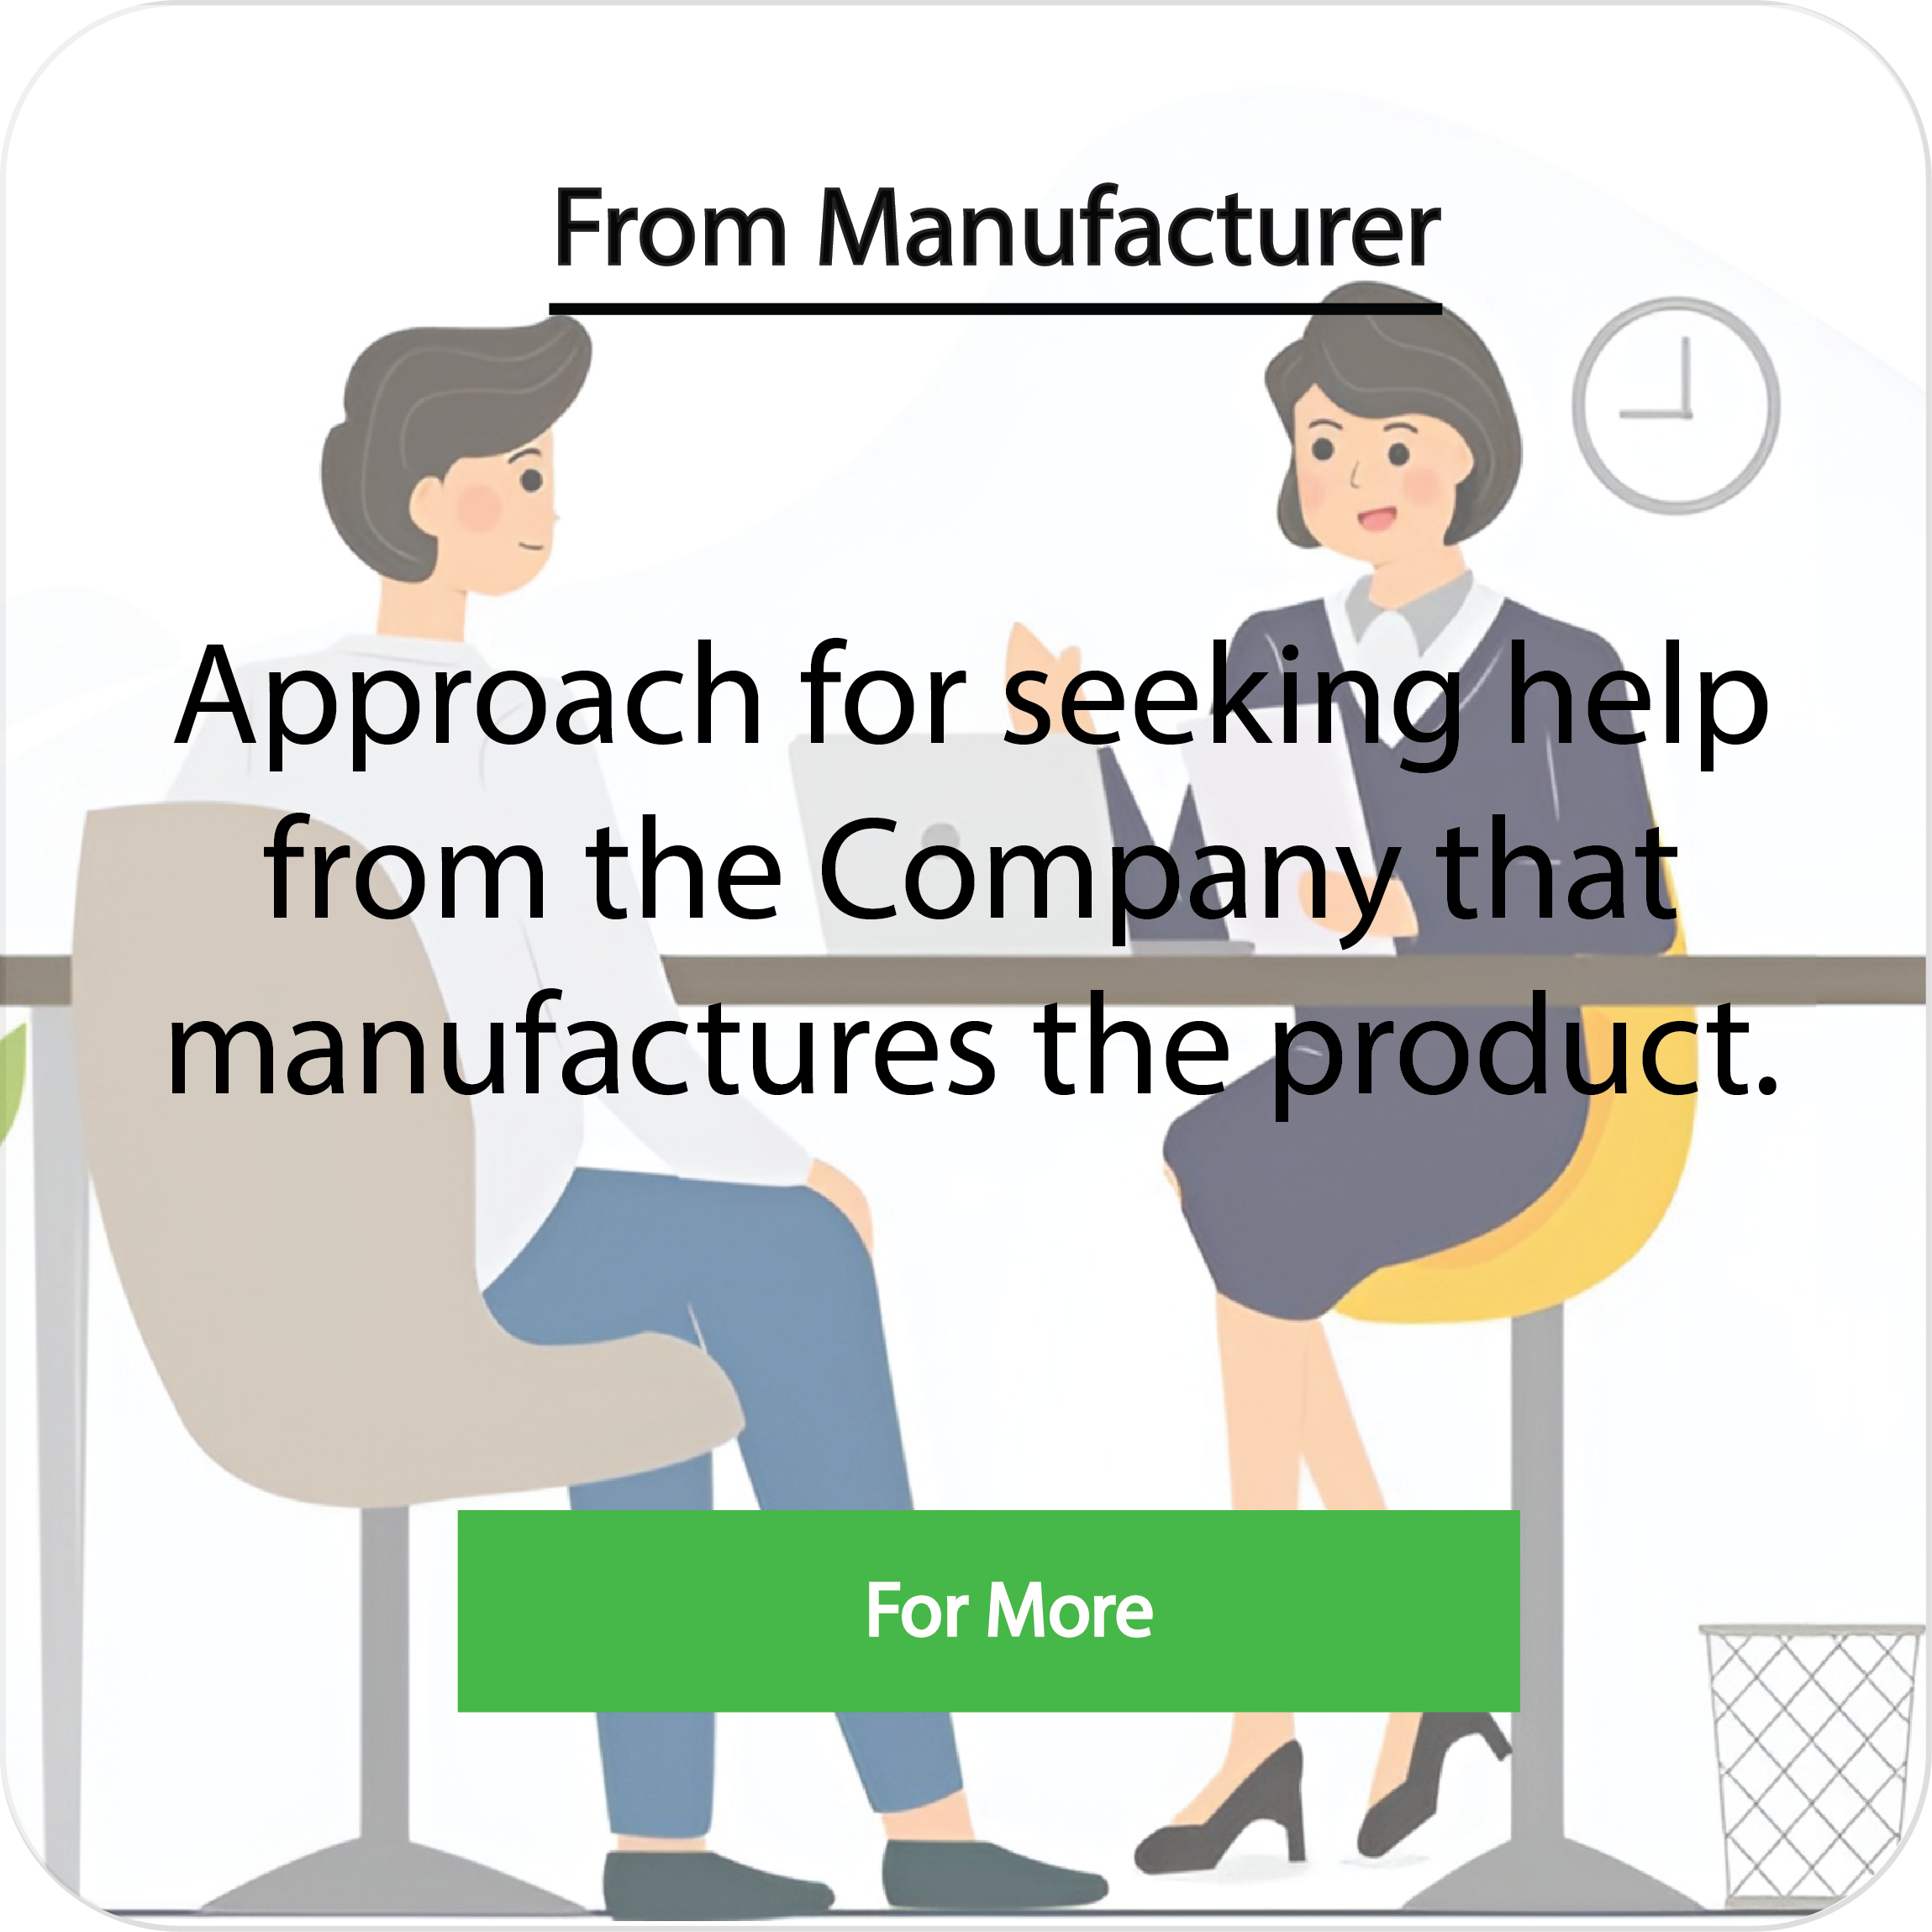 From Manufacturer
Approach for seeking help
from the Company that
manufactures the product.
For More